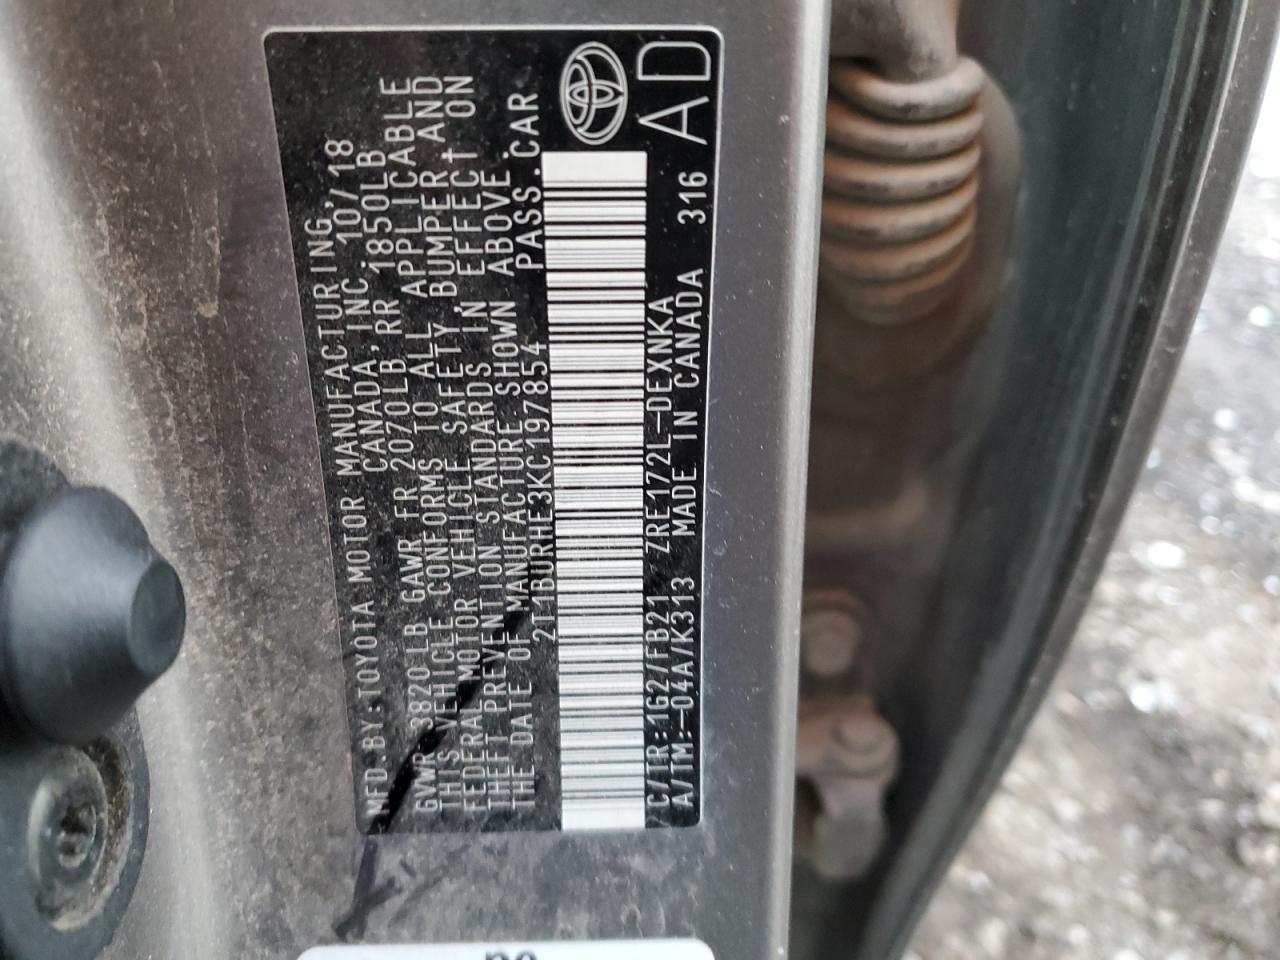 MFD.BY:TOYOTA MOTOR MANUFACTURING,
CANADA, INC. 10/18
GVWR 3820LB GAWR FR 2070LB, RR 1850LB
THIS VEHICLE CONFORMS TO ALL APPLICABLE
FEDERAL MOTOR VEHICLE SAFETY, BUMPER AND
THEFT PREVENTION STANDARDS IN EFFECT ON
THE DATE OF MANUFACTURE SHOWN ABOVE.
2T1BURHE3KC197854 PASS.CAR
C/TR:1G2/FB21 ZRE172L-DEXNKA
A/TM:-04A/K313 MADE IN CANADA 316
AD